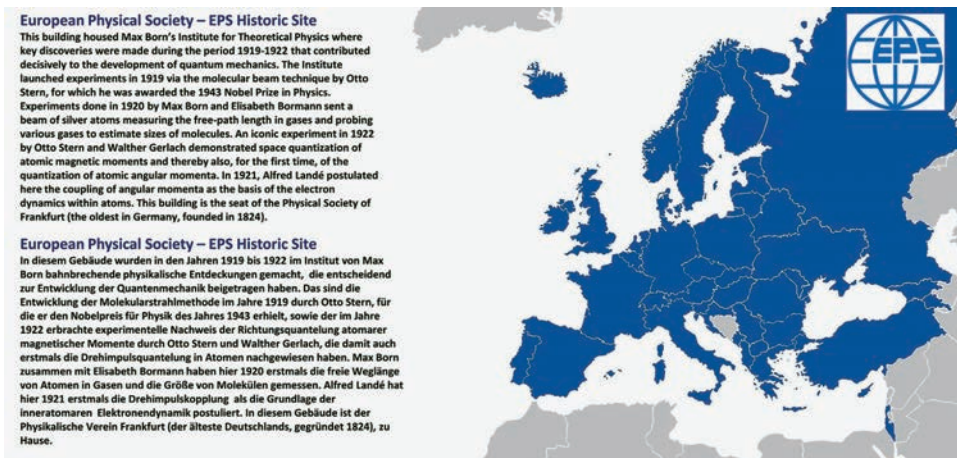 European Physical Society – EPS Historic Site
This building housed Max Born's Institute for Theoretical Physics where
key discoveries were made during the period 1919-1922 that contributed
decisively to the development of quantum mechanics. The Institute
launched experiments in 1919 via the molecular beam technique by Otto
Stern, for which he was awarded the 1943 Nobel Prize in Physics.
Experiments done in 1920 by Max Born and Elisabeth Bormann sent a
beam of silver atoms measuring the free-path length in gases and probing
various gases to estimate sizes of molecules. An iconic experiment in 1922
by Otto Stern and Walther Gerlach demonstrated space quantization of
atomic magnetic moments and thereby also, for the first time, of the
quantization of atomic angular momenta. In 1921, Alfred Landé postulated
here the coupling of angular momenta as the basis of the electron
dynamics within atoms. This building is the seat of the Physical Society of
Frankfurt (the oldest in Germany, founded in 1824).
European Physical Society – EPS Historic Site
In diesem Gebäude wurden in den Jahren 1919 bis 1922 im Institut von Max
Born bahnbrechende physikalische Entdeckungen gemacht, die entscheidend
zur Entwicklung der Quantenmechanik beigetragen haben. Das sind die
Entwicklung der Molekularstrahlmethode im Jahre 1919 durch Otto Stern, für
die er den Nobelpreis für Physik des Jahres 1943 erhielt, sowie der im Jahre
1922 erbrachte experimentelle Nachweis der Richtungsquantelung atomarer
magnetischer Momente durch Otto Stern und Walther Gerlach, die damit auch
erstmals die Drehimpulsquantelung in Atomen nachgewiesen haben. Max Born
zusammen mit Elisabeth Bormann haben hier 1920 erstmals die freie Weglänge
von Atomen in Gasen und die Größe von Molekülen gemessen. Alfred Landé hat
hier 1921 erstmals die Drehimpulskopplung als die Grundlage der
inneratomaren Elektronendynamik postuliert. In diesem Gebäude ist der
Physikalische Verein Frankfurt (der älteste Deutschlands, gegründet 1824), zu
Hause.
EPS